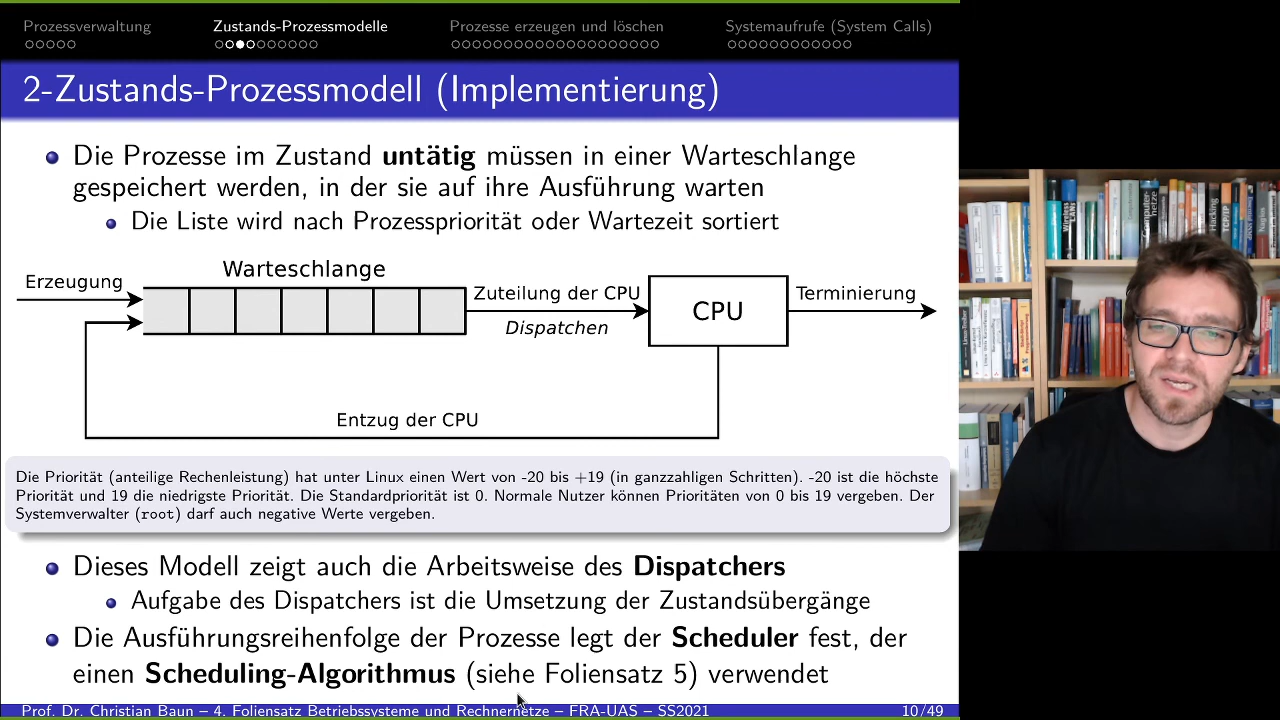 Prozessverwaltung Zustands-Prozessmodelle Prozesse erzeugen und löschen Systemaufrufe (System Calls)
2-Zustands-Prozessmodell (Implementierung)
Die Prozesse im Zustand untätig müssen in einer Warteschlange
gespeichert werden, in der sie auf ihre Ausführung warten
Die Liste wird nach Prozesspriorität oder Wartezeit sortiert
Warteschlange
Erzeugung
Zuteilung der CPU
Dispatchen
CPU
Terminierung
Entzug der CPU
Die Priorität (anteilige Rechenleistung) hat unter Linux einen Wert von -20 bis +19 (in ganzzahligen Schritten). -20 ist die höchste
Priorität und 19 die niedrigste Priorität. Die Standardpriorität ist 0. Normale Nutzer können Prioritäten von 0 bis 19 vergeben. Der
Systemverwalter (root) darf auch negative Werte vergeben.
Dieses Modell zeigt auch die Arbeitsweise des Dispatchers
Aufgabe des Dispatchers ist die Umsetzung der Zustandsübergänge
Die Ausführungsreihenfolge der Prozesse legt der Scheduler fest, der
einen Scheduling-Algorithmus (siehe Foliensatz 5) verwendet
Prof. Dr. Christian Baun – 4. Foliensatz Betriebssysteme und Rechnernetze – FRA-UAS – SS2021 10/49
Wireless LANs
Computer-
netze
Hacking
TCP/IP